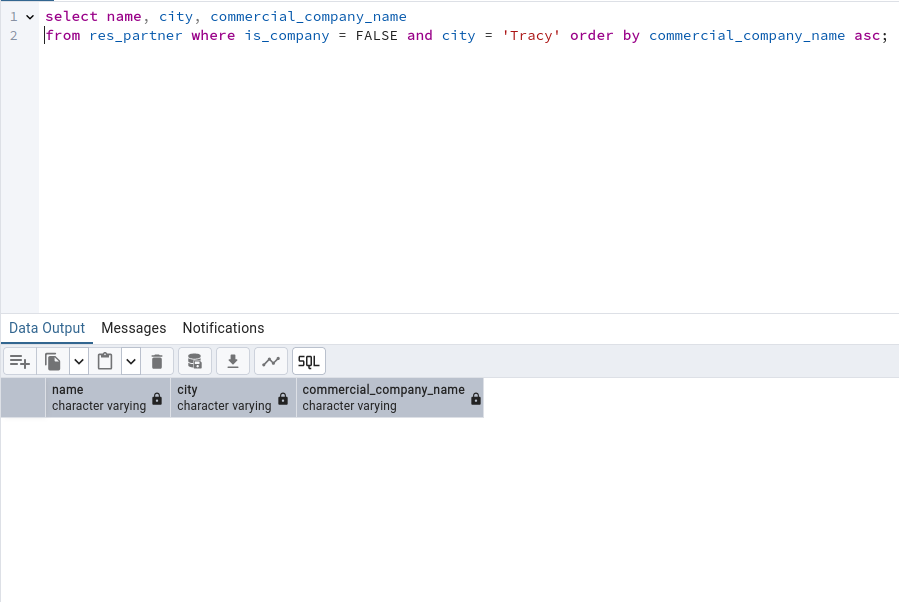 1 select name, city, commercial_company_name
2 from res_partner where is_company = FALSE and city = 'Tracy' order by commercial_company_name asc;
Data Output Messages Notifications
SQL
name city commercial_company_name
character varying character varying character varying